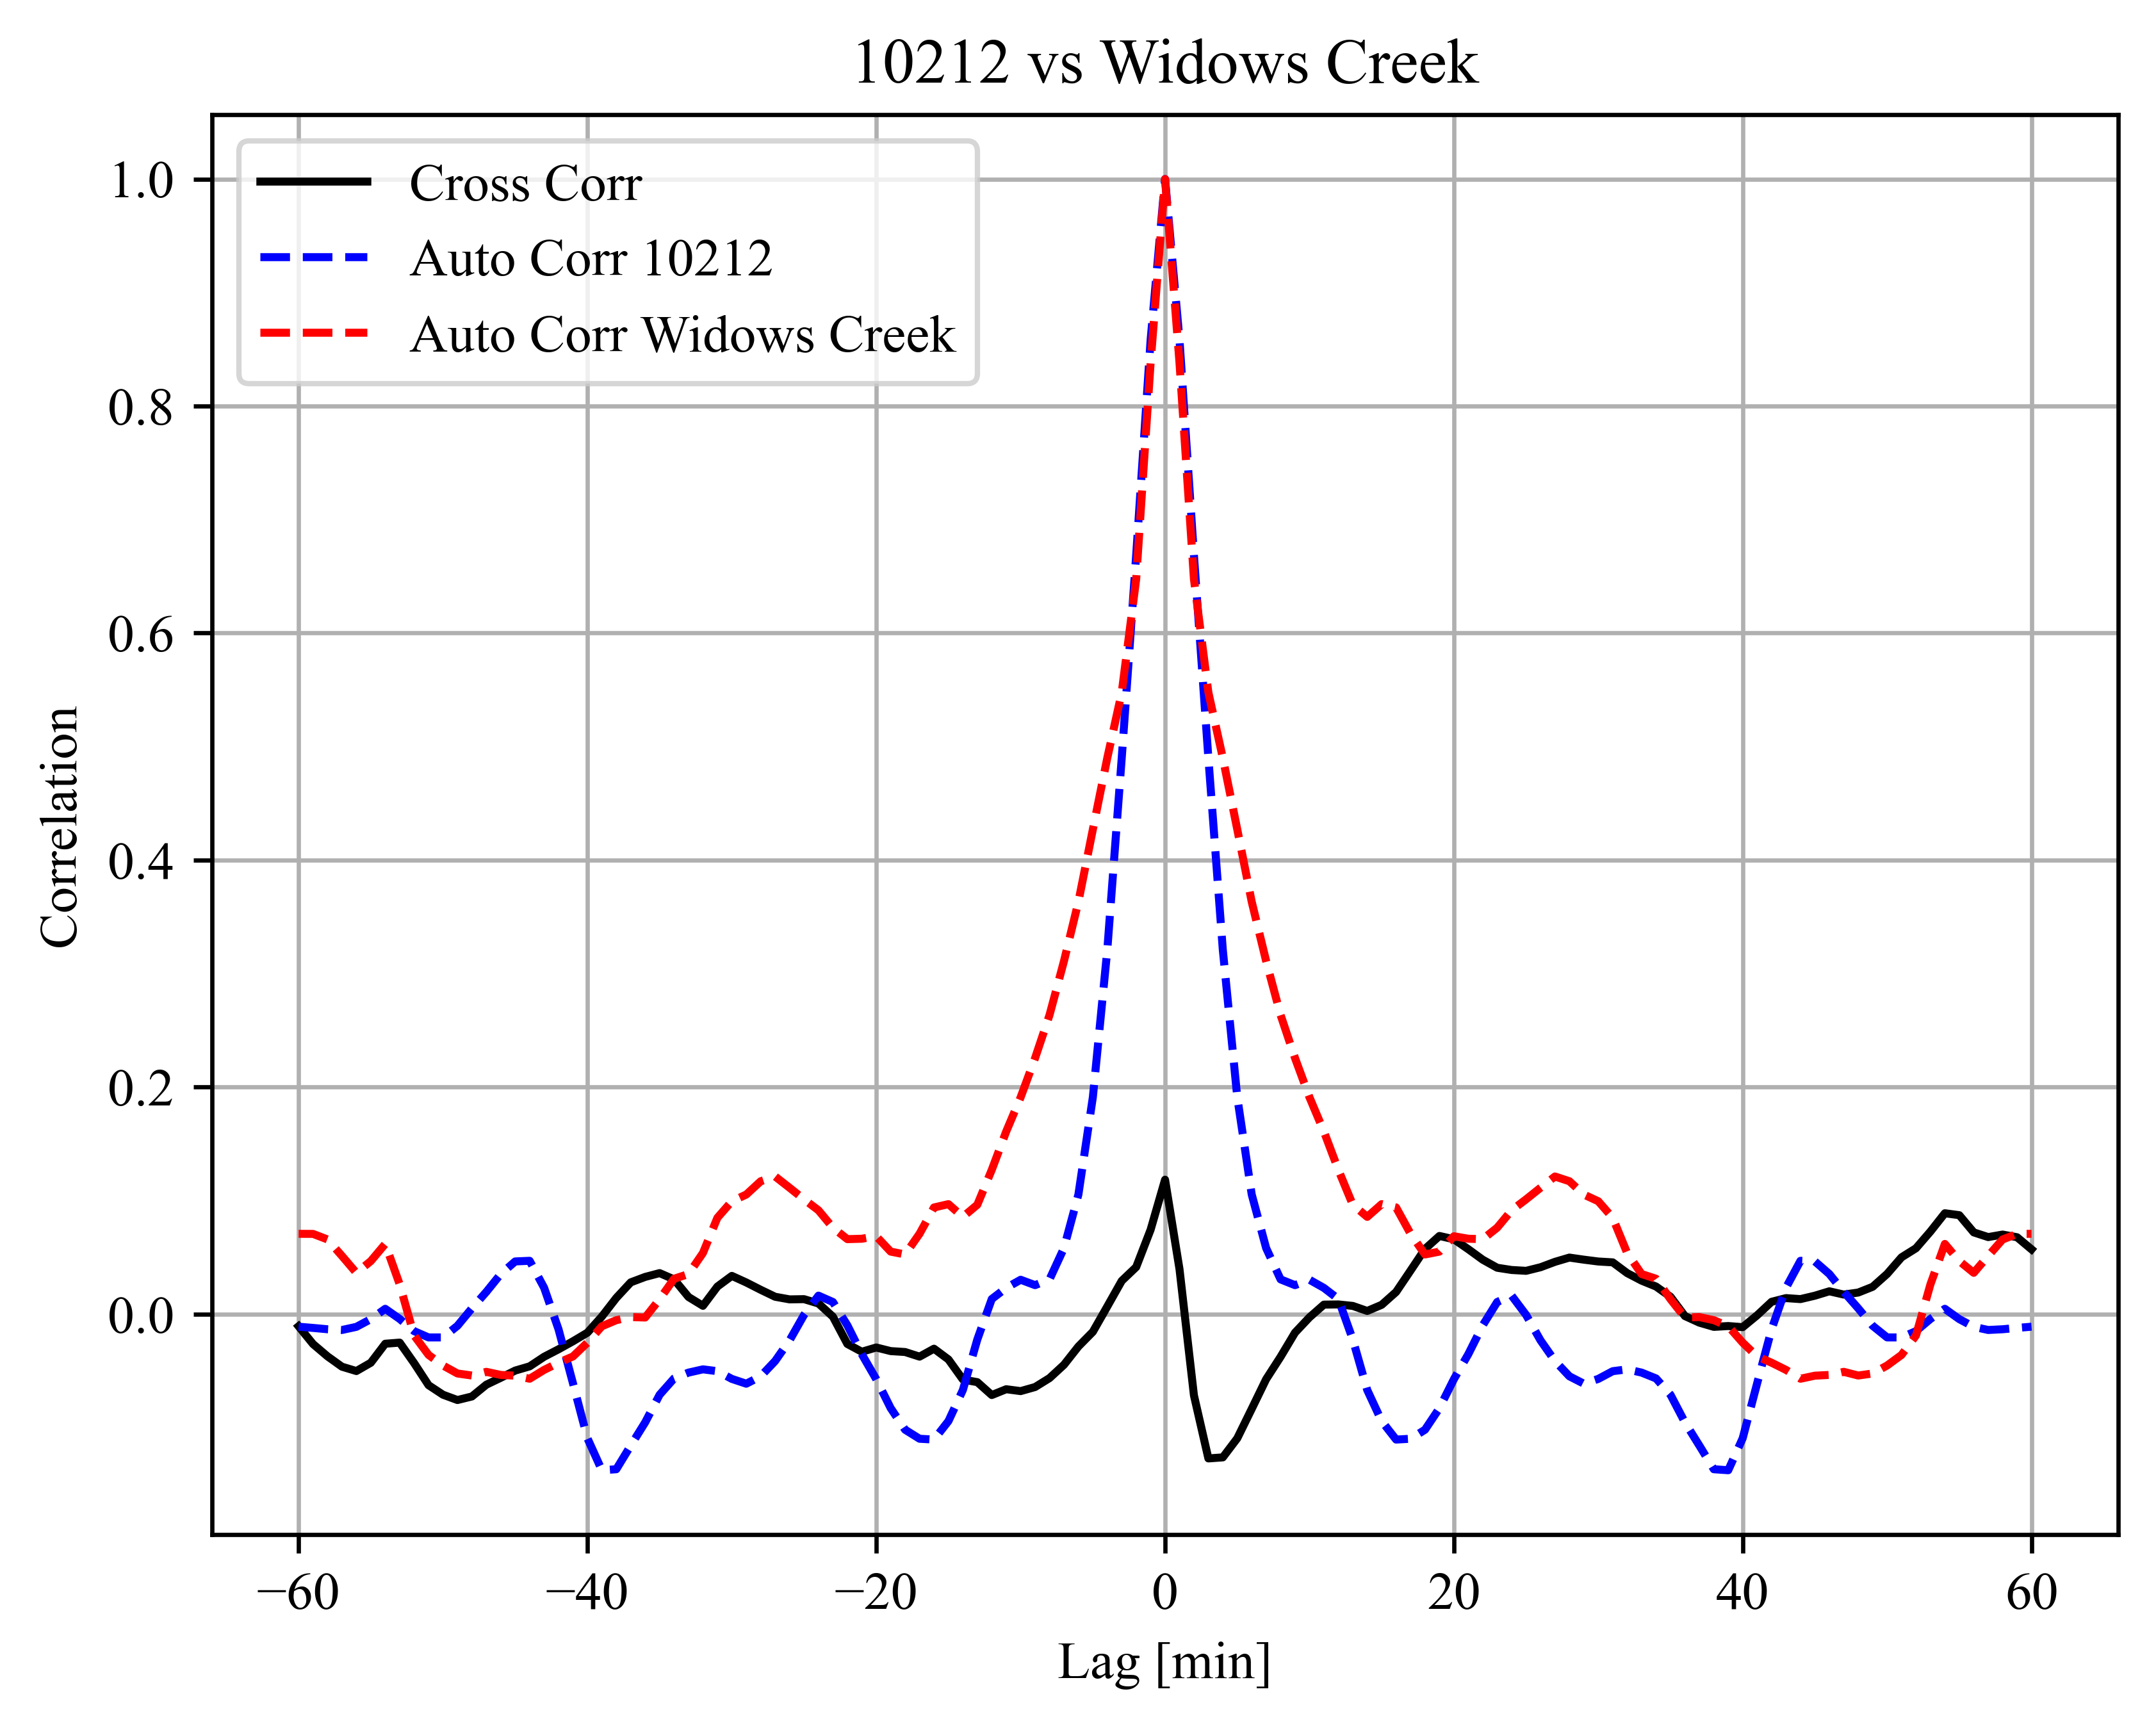 10212 vs Widows Creek
Cross Corr
Auto Corr 10212
Auto Corr Widows Creek
1.0
0.8
0.6
0.4
0.2
0.0
Correlation
−60 −40 −20 0 20 40 60
Lag [min]